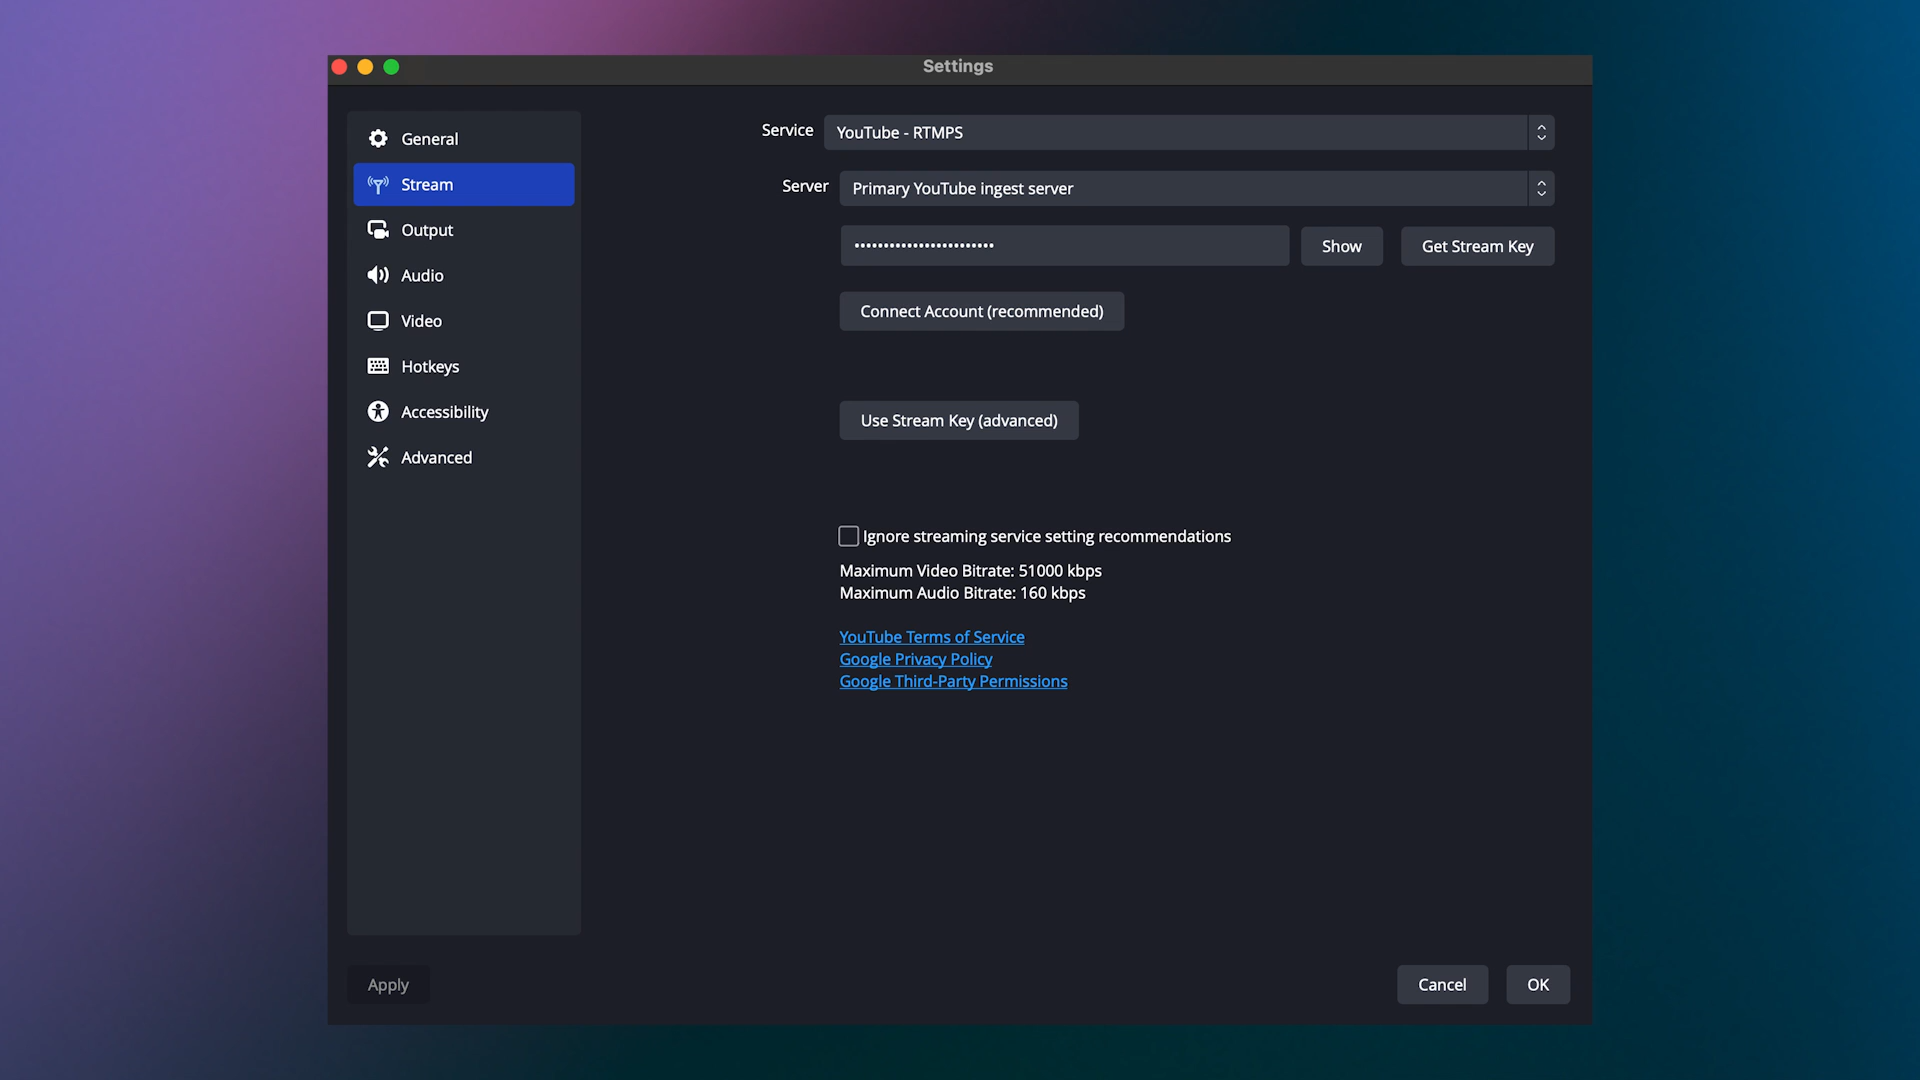 Settings
General
Stream
Output
Audio
Video
Hotkeys
Accessibility
Advanced
Service YouTube - RTMPS
Server Primary YouTube ingest server
•••••••••••••••••••••••• Show Get Stream Key
Connect Account (recommended)
Use Stream Key (advanced)
Ignore streaming service setting recommendations
Maximum Video Bitrate: 51000 kbps
Maximum Audio Bitrate: 160 kbps
YouTube Terms of Service
Google Privacy Policy
Google Third-Party Permissions
Apply Cancel OK